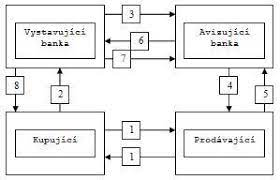 3
Vystavující
banka
Avizující
banka
6
7
8
2
4
5
Kupující
1
Prodávající
1